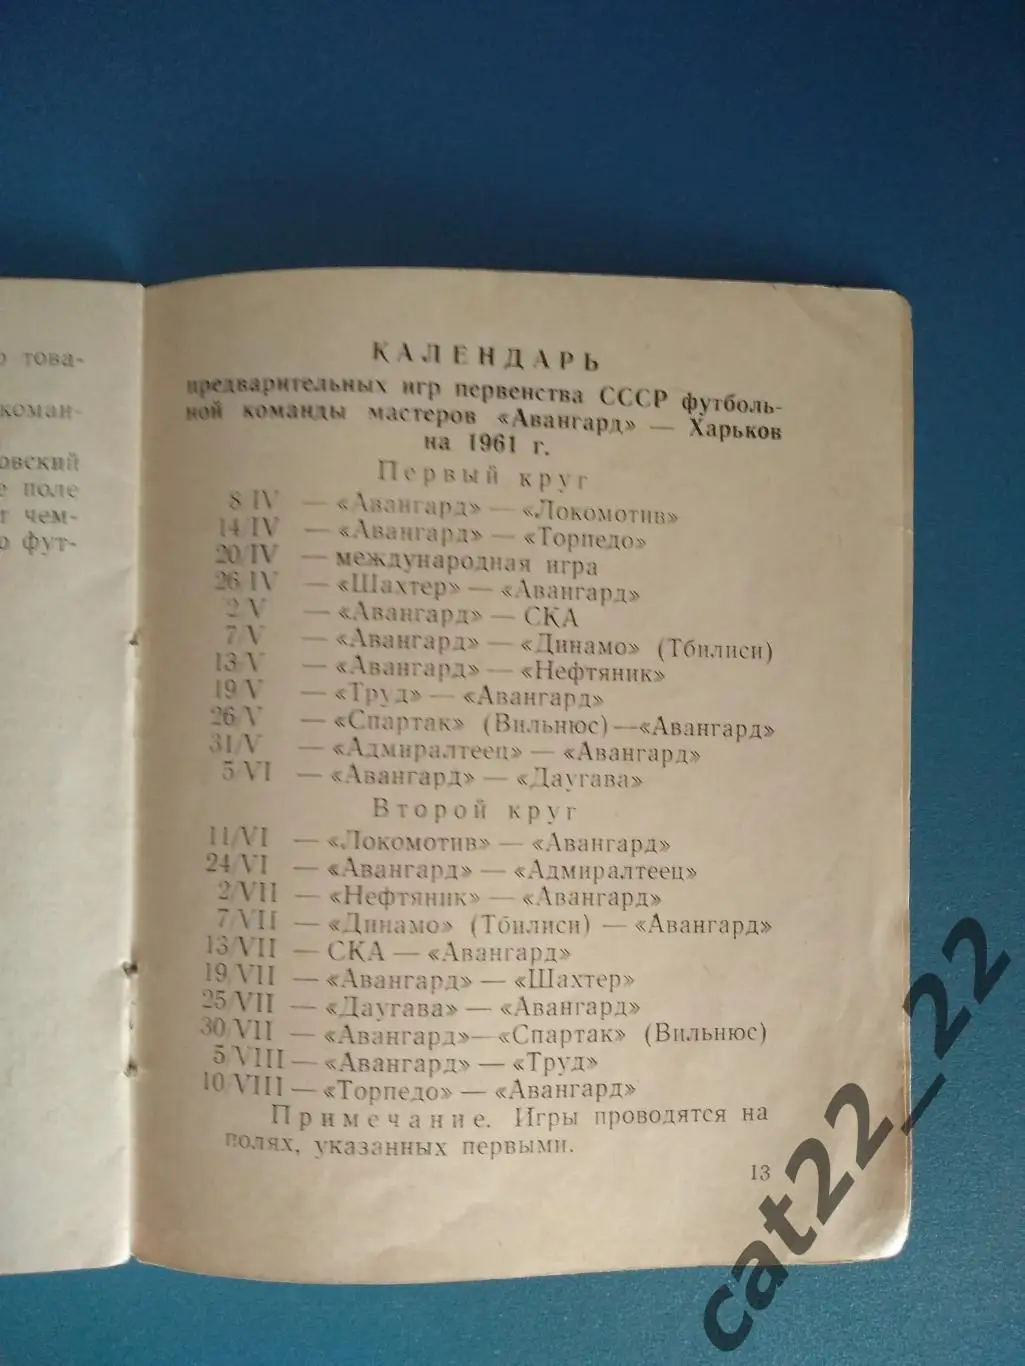 о това-
коман-
овский
е поле
т чем-
о фут-
КАЛЕНДАРЬ
предварительных игр первенства СССР футболь-
ной команды мастеров «Авангард» — Харьков
на 1961 г.
Первый круг
8/IV — «Авангард» — «Локомотив»
14/IV — «Авангард» — «Торпедо»
20/IV — международная игра
26/IV — «Шахтер» — «Авангард»
2/V — «Авангард» — СКА
7/V — «Авангард» — «Динамо» (Тбилиси)
13/V — «Авангард» — «Нефтяник»
19/V — «Труд» — «Авангард»
26/V — «Спартак» (Вильнюс) — «Авангард»
31/V — «Адмиралтеец» — «Авангард»
5/VI — «Авангард» — «Даугава»
Второй круг
11/VI — «Локомотив» — «Авангард»
24/VI — «Авангард» — «Адмиралтеец»
2/VII — «Нефтяник» — «Авангард»
7/VII — «Динамо» (Тбилиси) — «Авангард»
13/VII — СКА — «Авангард»
19/VII — «Авангард» — «Шахтер»
25/VII — «Даугава» — «Авангард»
30/VII — «Авангард» — «Спартак» (Вильнюс)
5/VIII — «Авангард» — «Труд»
10/VIII — «Торпедо» — «Авангард»
Примечание. Игры проводятся на
полях, указанных первыми.
13
cat22_22